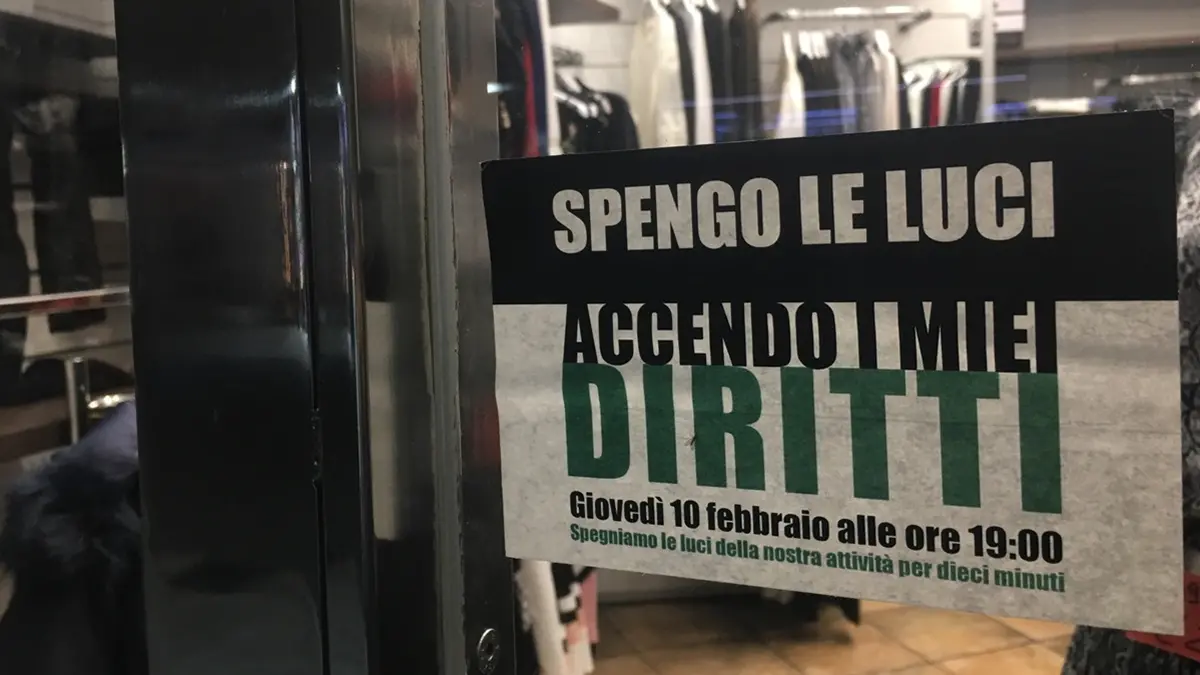 SPENGO LE LUCI
ACCENDO I MIEI
DIRITTI
Giovedì 10 febbraio alle ore 19:00
Spegniamo le luci della nostra attività per dieci minuti